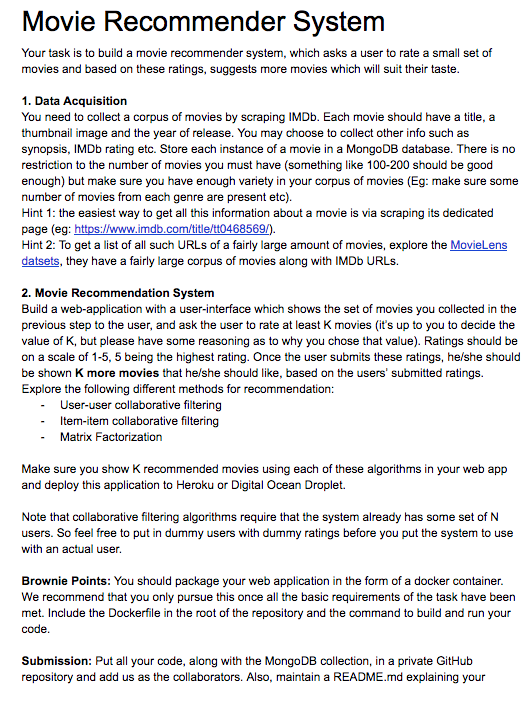 Movie Recommender System
Your task is to build a movie recommender system, which asks a user to rate a small set of
movies and based on these ratings, suggests more movies which will suit their taste.
1. Data Acquisition
You need to collect a corpus of movies by scraping IMDb. Each movie should have a title, a
thumbnail image and the year of release. You may choose to collect other info such as
synopsis, IMDb rating etc. Store each instance of a movie in a MongoDB database. There is no
restriction to the number of movies you must have (something like 100-200 should be good
enough) but make sure you have enough variety in your corpus of movies (Eg: make sure some
number of movies from each genre are present etc).
Hint 1: the easiest way to get all this information about a movie is via scraping its dedicated
page (eg: https://www.imdb.com/title/tt0468569/).
Hint 2: To get a list of all such URLs of a fairly large amount of movies, explore the MovieLens
datsets, they have a fairly large corpus of movies along with IMDb URLs.
2. Movie Recommendation System
Build a web-application with a user-interface which shows the set of movies you collected in the
previous step to the user, and ask the user to rate at least K movies (it's up to you to decide the
value of K, but please have some reasoning as to why you chose that value). Ratings should be
on a scale of 1-5, 5 being the highest rating. Once the user submits these ratings, he/she should
be shown K more movies that he/she should like, based on the users' submitted ratings.
Explore the following different methods for recommendation:
- User-user collaborative filtering
- Item-item collaborative filtering
- Matrix Factorization
Make sure you show K recommended movies using each of these algorithms in your web app
and deploy this application to Heroku or Digital Ocean Droplet.
Note that collaborative filtering algorithms require that the system already has some set of N
users. So feel free to put in dummy users with dummy ratings before you put the system to use
with an actual user.
Brownie Points: You should package your web application in the form of a docker container.
We recommend that you only pursue this once all the basic requirements of the task have been
met. Include the Dockerfile in the root of the repository and the command to build and run your
code.
Submission: Put all your code, along with the MongoDB collection, in a private GitHub
repository and add us as the collaborators. Also, maintain a README.md explaining your